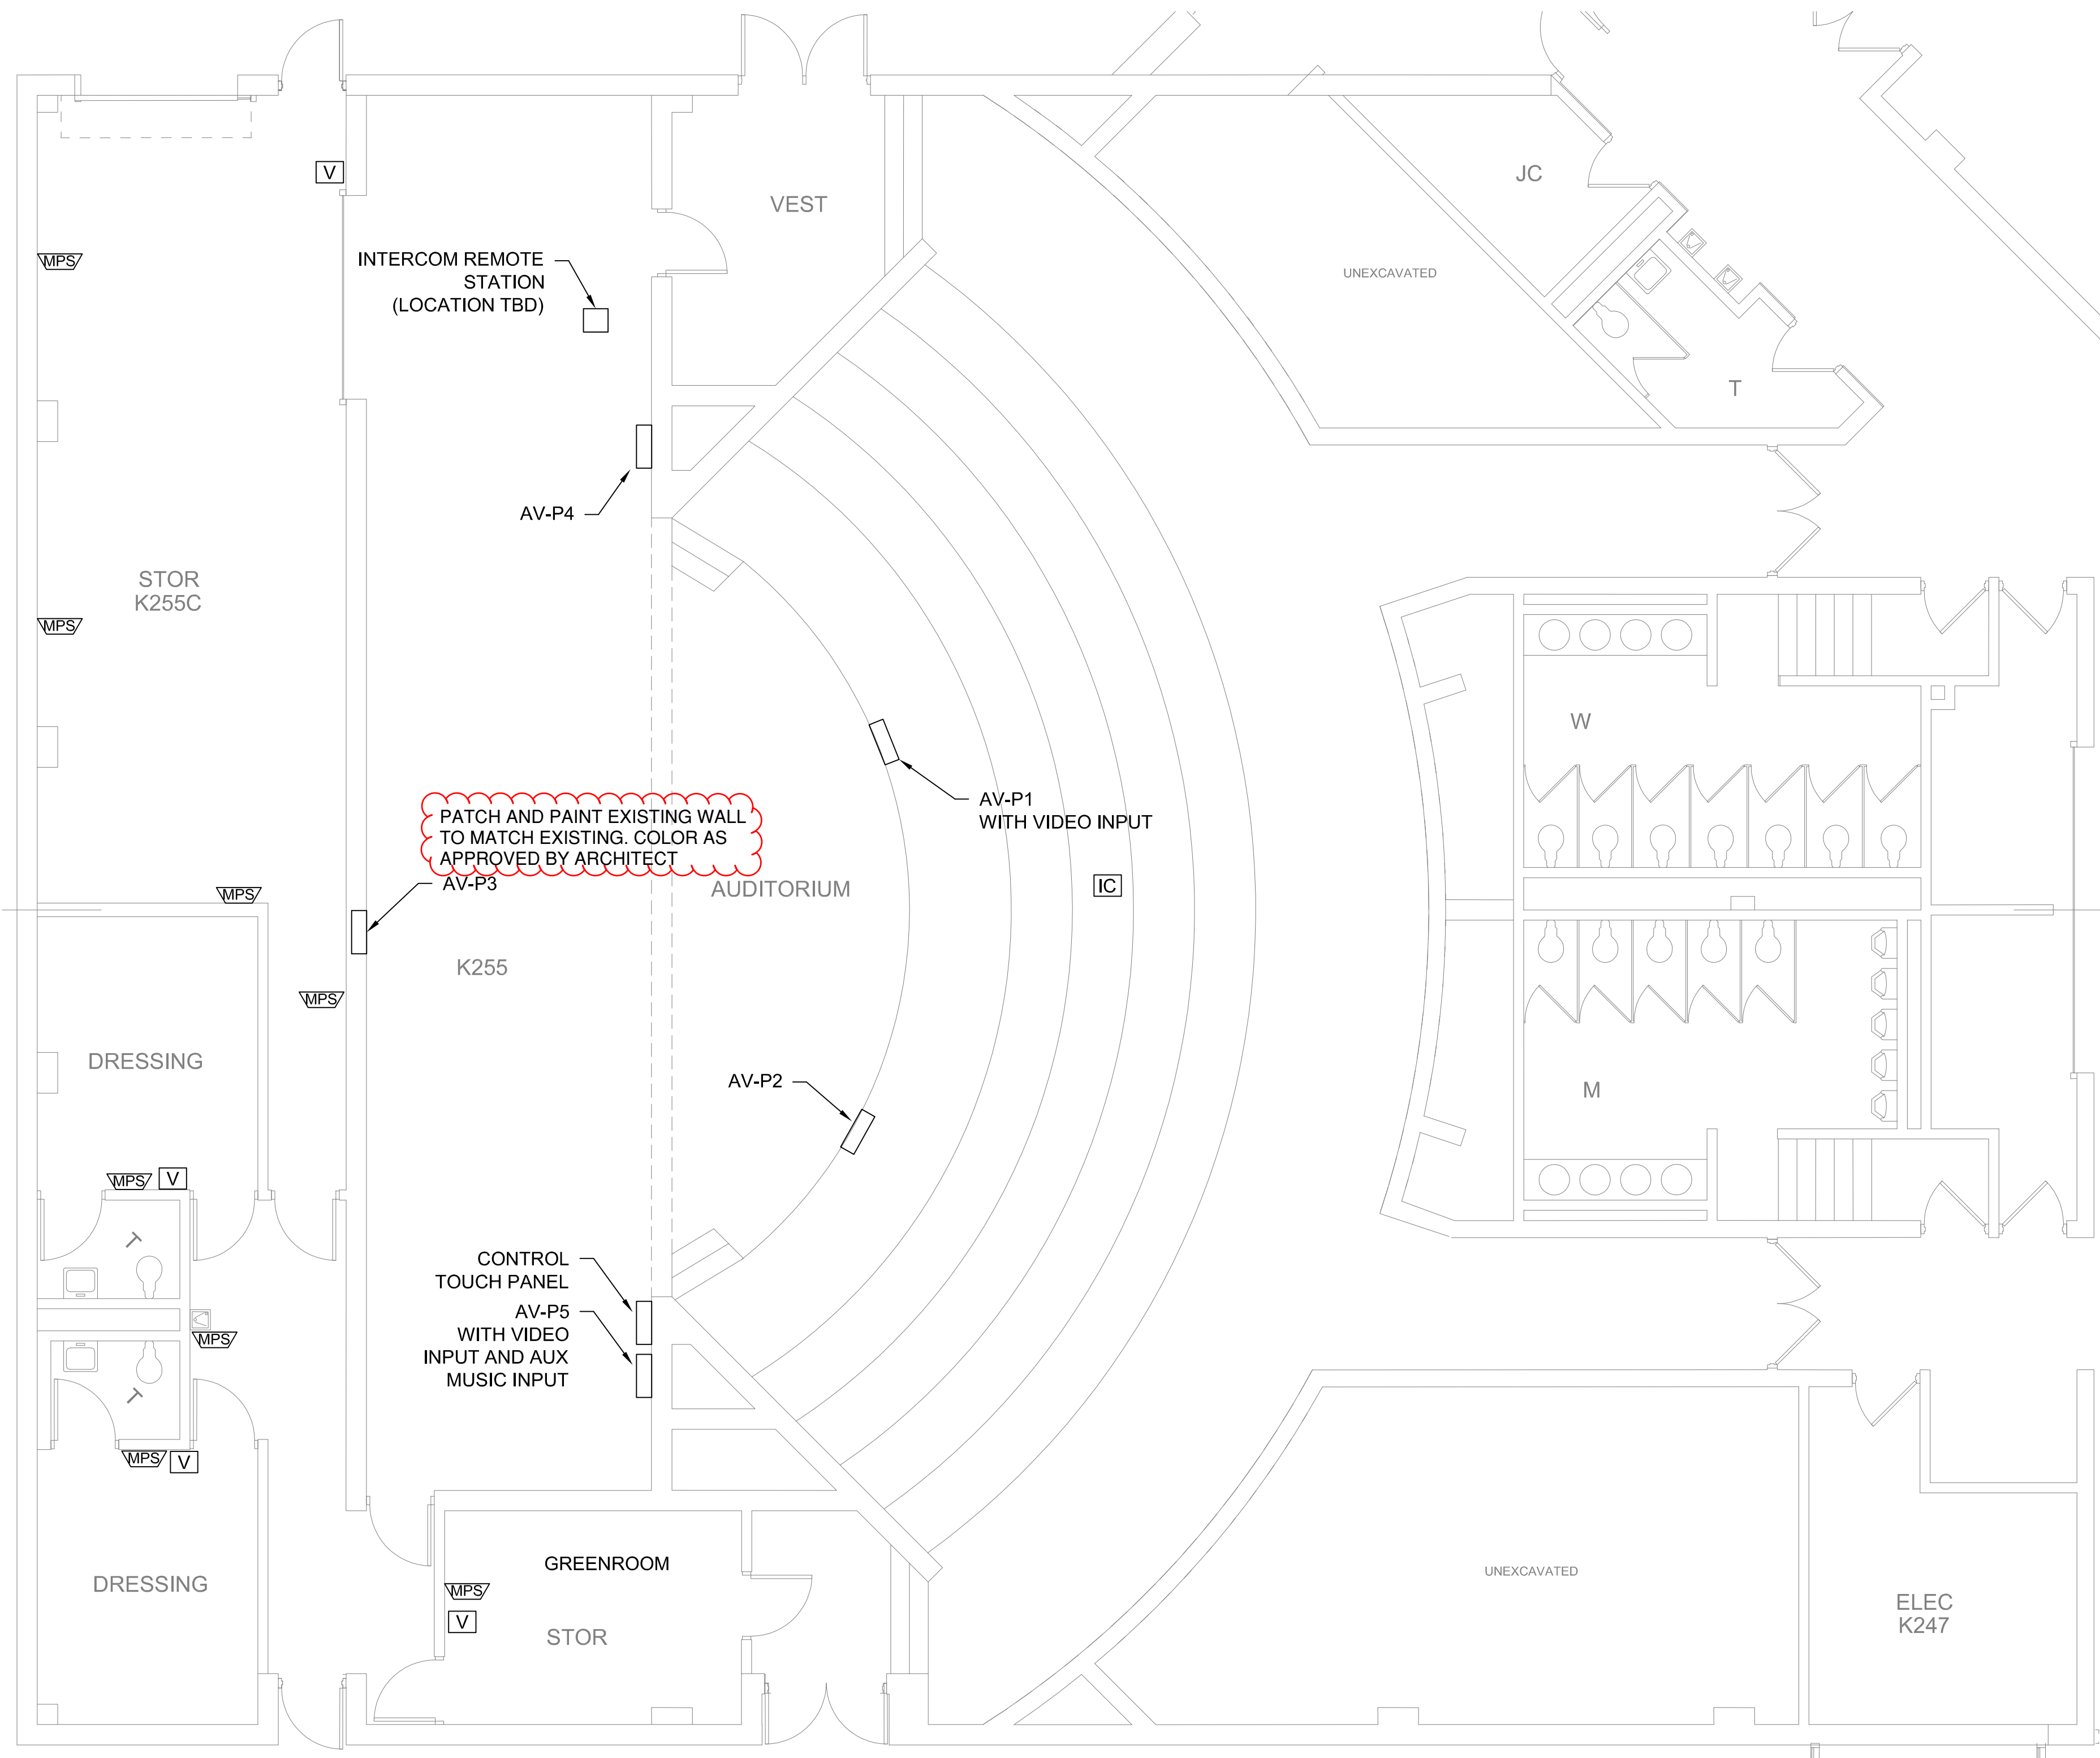 V
VEST
JC
MPS
INTERCOM REMOTE
STATION
(LOCATION TBD)
UNEXCAVATED
T
AV-P4
STOR
K255C
MPS
W
AV-P1
WITH VIDEO INPUT
PATCH AND PAINT EXISTING WALL
TO MATCH EXISTING. COLOR AS
APPROVED BY ARCHITECT
AV-P3
AUDITORIUM
IC
MPS
K255
MPS
DRESSING
AV-P2
M
MPS
V
T
CONTROL
TOUCH PANEL
AV-P5
WITH VIDEO
INPUT AND AUX
MUSIC INPUT
MPS
T
MPS
V
GREENROOM
UNEXCAVATED
DRESSING
MPS
V
STOR
ELEC
K247